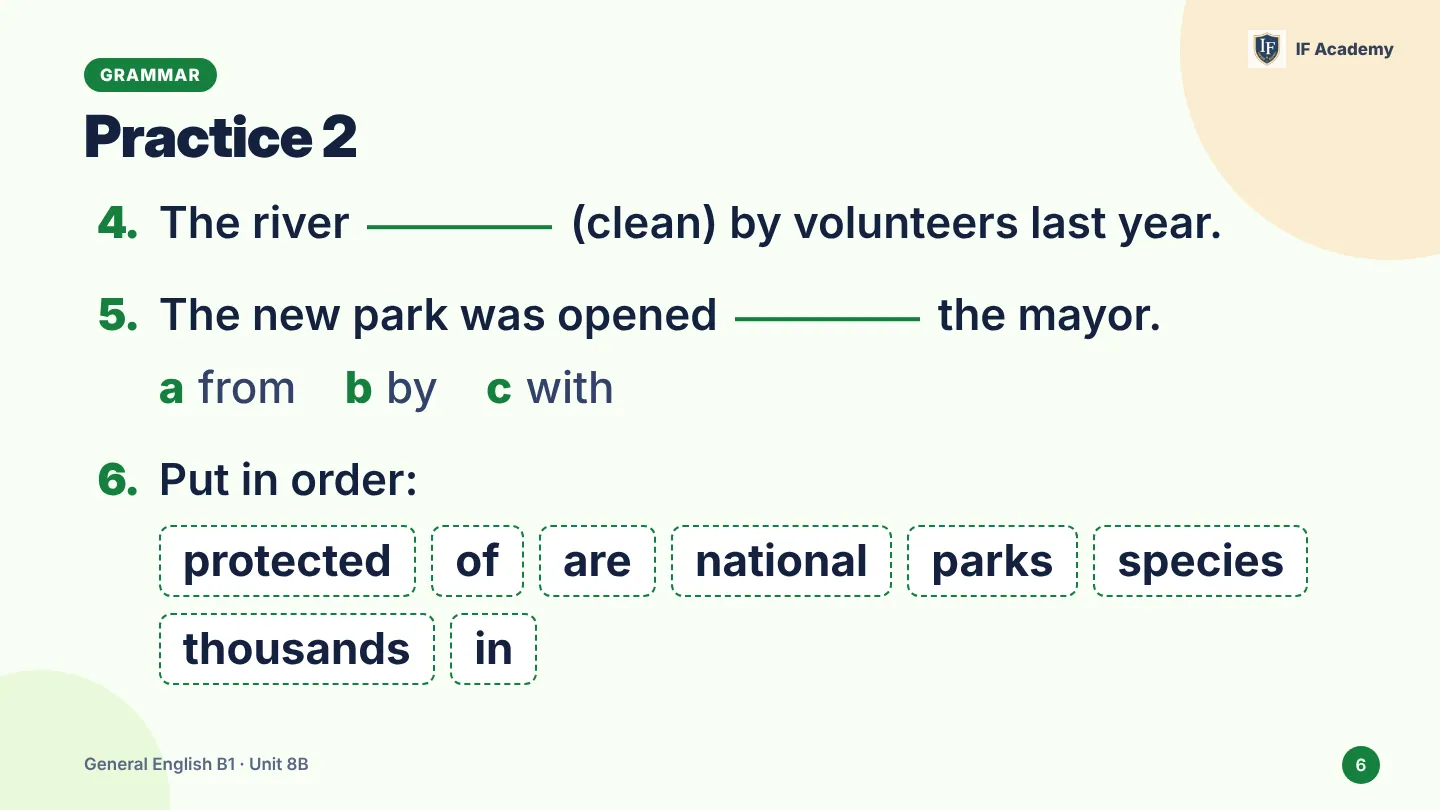 IF IF Academy
GRAMMAR
Practice 2
4. The river ________ (clean) by volunteers last year.
5. The new park was opened ________ the mayor.
a from b by c with
6. Put in order:
protected of are national parks species
thousands in
General English B1 · Unit 8B
6